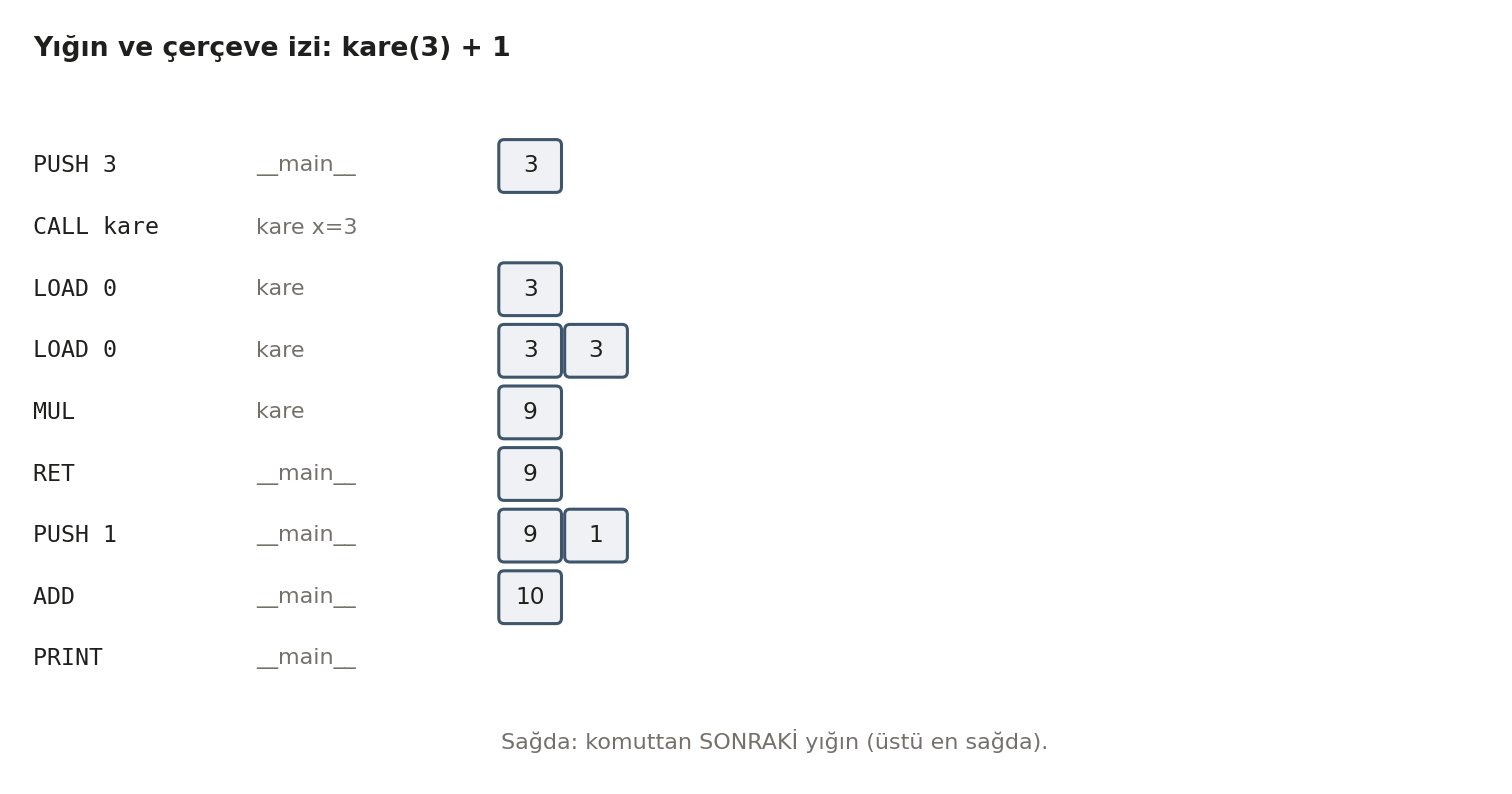 Yığın ve çerçeve izi: kare(3) + 1
PUSH 3 __main__ 3
CALL kare kare x=3
LOAD 0 kare 3
LOAD 0 kare 3 3
MUL kare 9
RET __main__ 9
PUSH 1 __main__ 9 1
ADD __main__ 10
PRINT __main__
Sağda: komuttan SONRAKİ yığın (üstü en sağda).